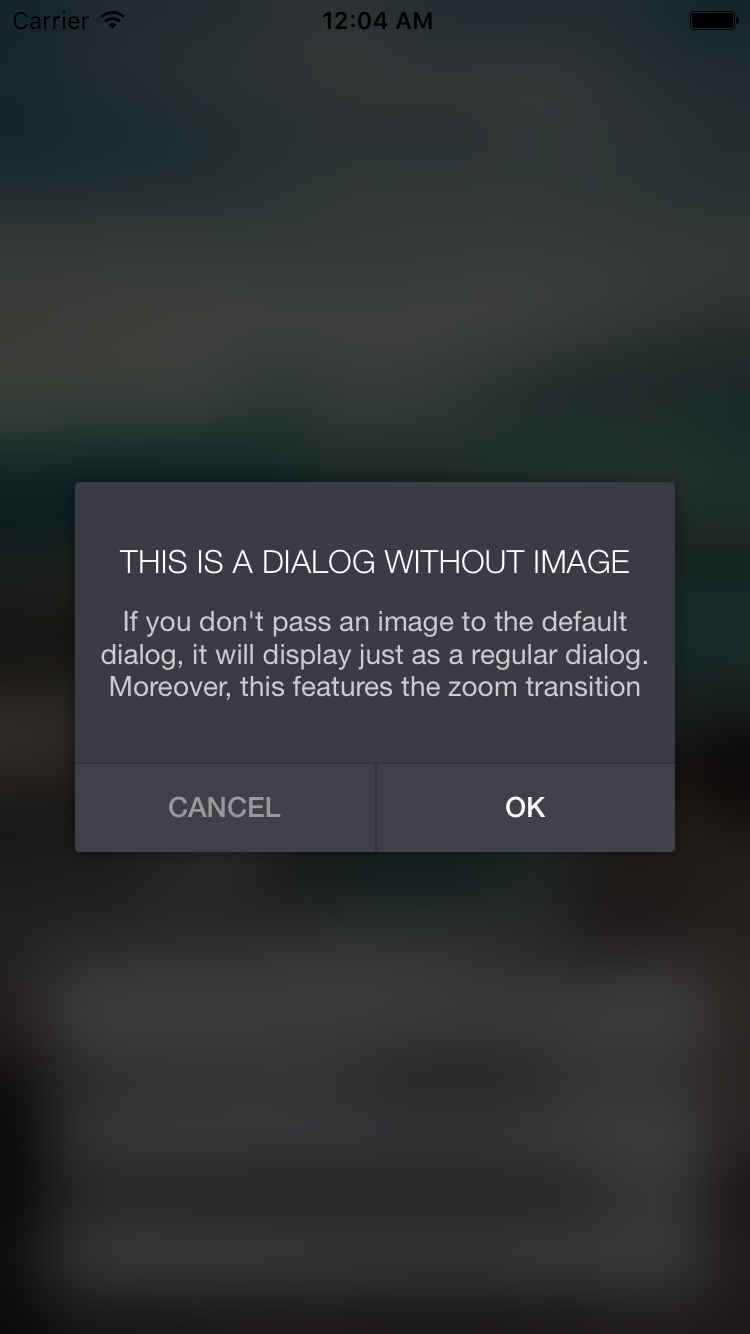 Carrier 12:04 AM
THIS IS A DIALOG WITHOUT IMAGE
If you don't pass an image to the default
dialog, it will display just as a regular dialog.
Moreover, this features the zoom transition
CANCEL OK